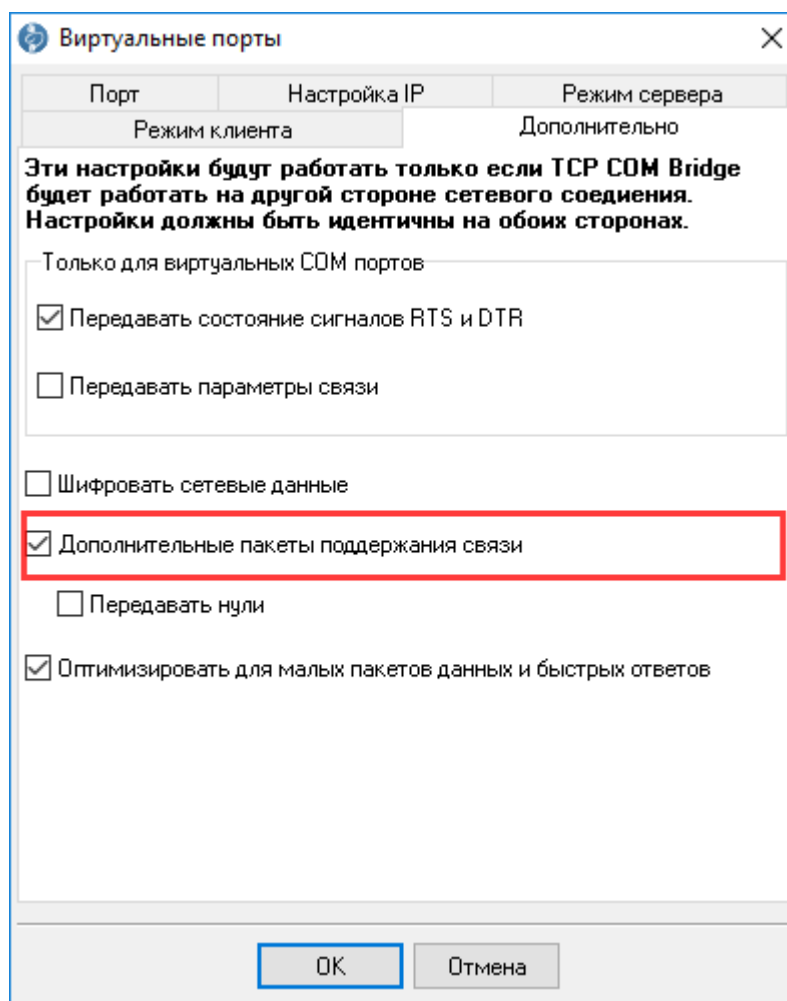 Виртуальные порты
Порт
Настройка IP
Режим сервера
Режим клиента
Дополнительно
Эти настройки будут работать только если TCP COM Bridge
будет работать на другой стороне сетевого соедиения.
Настройки должны быть идентичны на обоих сторонах.
Только для виртуальных COM портов
Передавать состояние сигналов RTS и DTR
Передавать параметры связи
Шифровать сетевые данные
Дополнительные пакеты поддержания связи
Передавать нули
Оптимизировать для малых пакетов данных и быстрых ответов
OK
Отмена